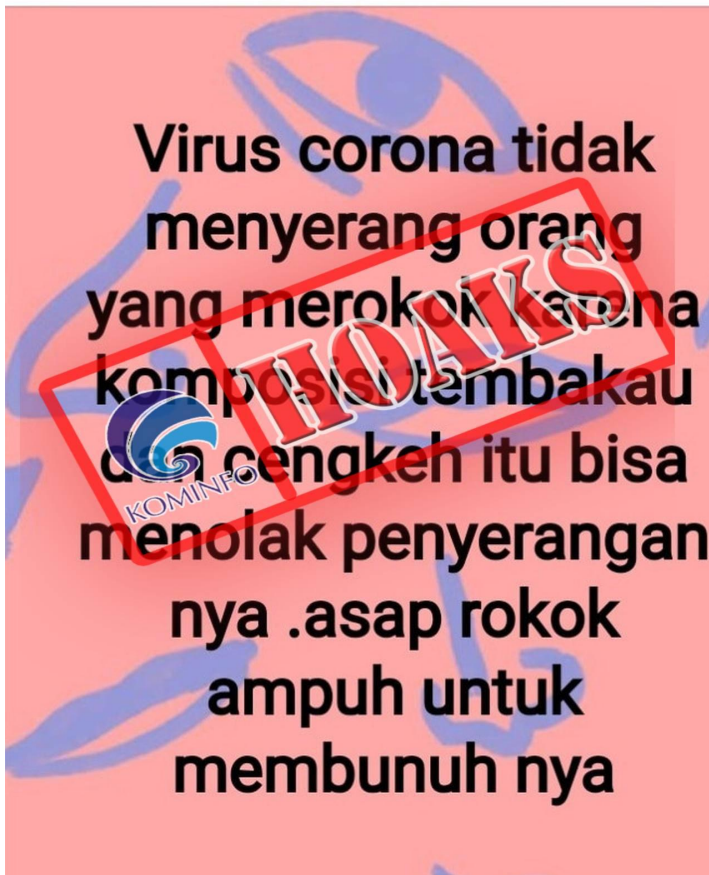 Virus corona tidak
menyerang orang
yang merokok karena
komposisi tembakau
dan cengkeh itu bisa
menolak penyerangan
nya .asap rokok
ampuh untuk
membunuh nya
HOAKS
KOMINFO